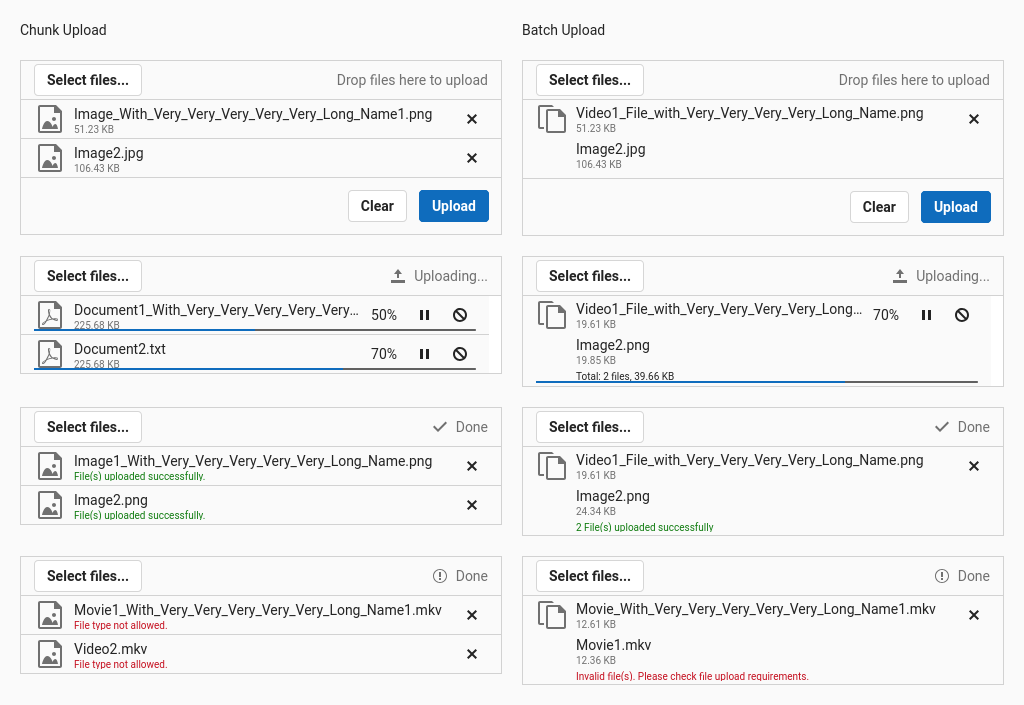 Chunk Upload
Select files...
Drop files here to upload
Image_With_Very_Very_Very_Very_Very_Long_Name1.png
51.23 KB
Image2.jpg
106.43 KB
Clear
Upload
Select files...
Uploading...
Document1_With_Very_Very_Very_Very_Very...
50%
225.68 KB
Document2.txt
70%
225.68 KB
Select files...
Done
Image1_With_Very_Very_Very_Very_Very_Long_Name.png
File(s) uploaded successfully.
Image2.png
File(s) uploaded successfully.
Select files...
Done
Movie1_With_Very_Very_Very_Very_Very_Long_Name1.mkv
File type not allowed.
Video2.mkv
File type not allowed.
Batch Upload
Select files...
Drop files here to upload
Video1_File_with_Very_Very_Very_Very_Long_Name.png
51.23 KB
Image2.jpg
106.43 KB
Clear
Upload
Select files...
Uploading...
Video1_File_with_Very_Very_Very_Very_Long...
70%
19.61 KB
Image2.png
19.85 KB
Total: 2 files, 39.66 KB
Select files...
Done
Video1_File_with_Very_Very_Very_Very_Long_Name.png
19.61 KB
Image2.png
24.34 KB
2 File(s) uploaded successfully
Select files...
Done
Movie_With_Very_Very_Very_Very_Very_Long_Name1.mkv
12.61 KB
Movie1.mkv
12.36 KB
Invalid file(s). Please check file upload requirements.